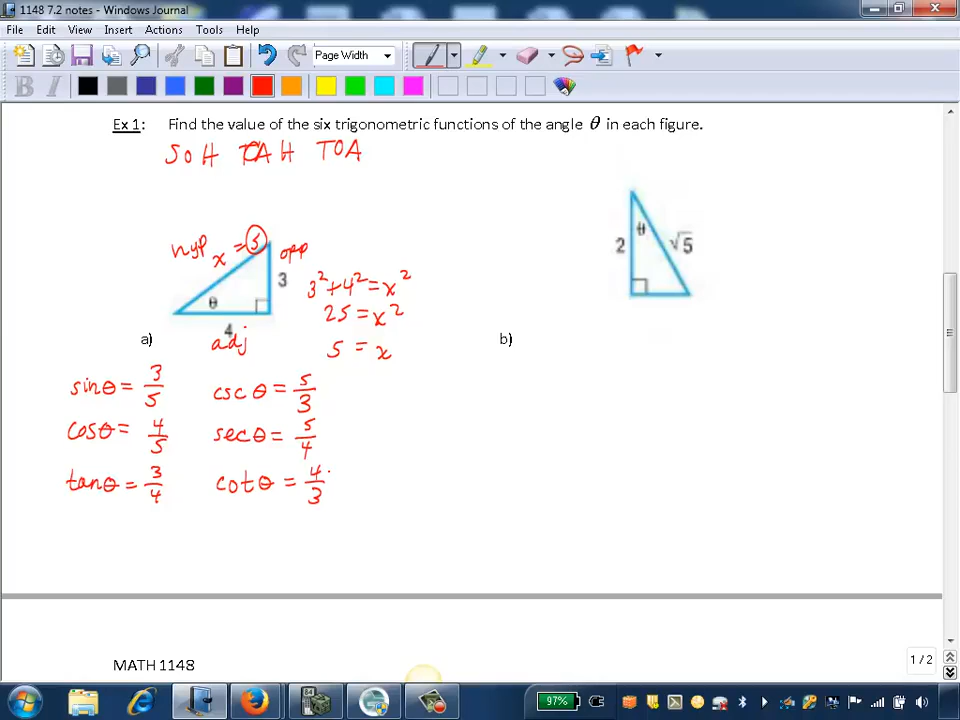 1148 7.2 notes - Windows Journal
File Edit View Insert Actions Tools Help
Page Width
B I
Ex 1: Find the value of the six trigonometric functions of the angle θ in each figure.
SOH CAH TOA
hyp x = 5 opp
3
θ
4
adj
3²+4²=x²
25 = x²
5 = x
a)
sinθ = 3/5 cscθ = 5/3
cosθ = 4/5 secθ = 5/4
tanθ = 3/4 cotθ = 4/3
2 θ √5
b)
MATH 1148
1 / 2
97%